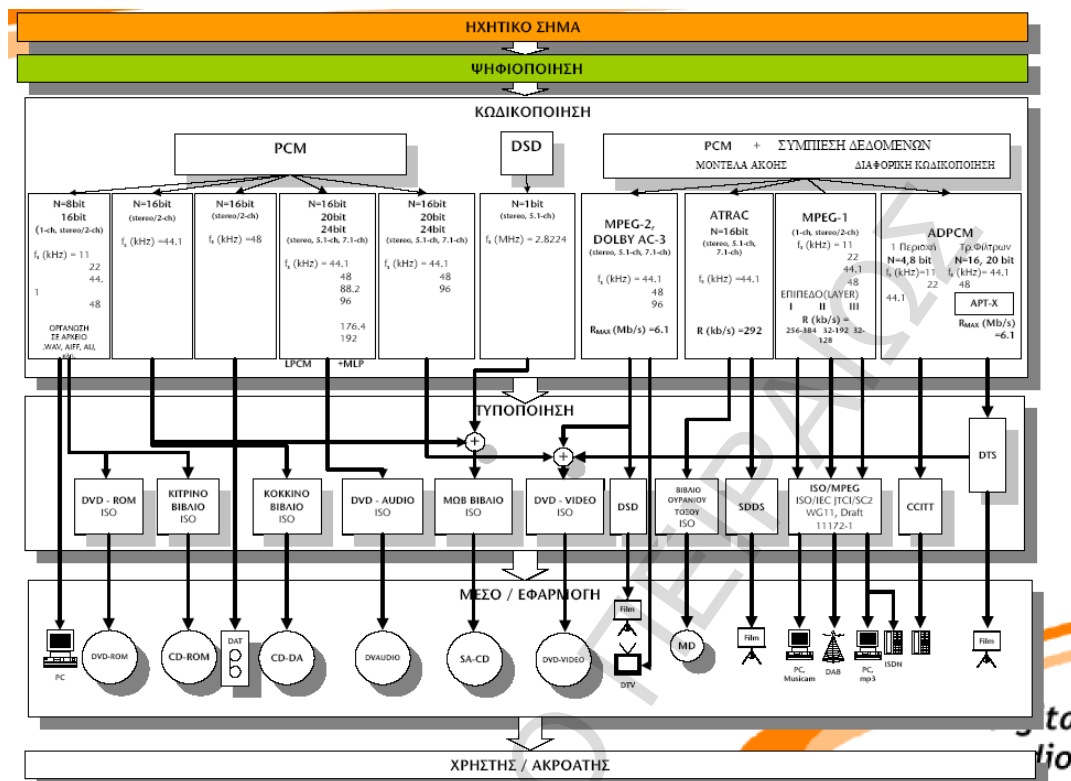 ΗΧΗΤΙΚΟ ΣΗΜΑ
ΨΗΦΙΟΠΟΙΗΣΗ
ΚΩΔΙΚΟΠΟΙΗΣΗ
PCM
DSD
PCM + ΣΥΜΠΙΕΣΗ ΔΕΔΟΜΕΝΩΝ
ΜΟΝΤΕΛΑ ΑΚΟΗΣ ΔΙΑΦΟΡΙΚΗ ΚΩΔΙΚΟΠΟΙΗΣΗ
N=8bit
16bit
(1-ch, stereo/2-ch)
fs (kHz) = 11
22
44.
1
48
ΟΡΓΑΝΩΣΗ
ΣΕ ΑΡΧΕΙΟ
.WAV, AIFF, AU,
N=16bit
(stereo/2-ch)
fs (kHz) =44.1
N=16bit
(stereo/2-ch)
fs (kHz) =48
N=16bit
20bit
24bit
(stereo, 5.1-ch, 7.1-ch)
fs (kHz) = 44.1
48
88.2
96
176.4
192
LPCM +MLP
N=16bit
20bit
24bit
(stereo, 5.1-ch, 7.1-ch)
fs (kHz) = 44.1
48
96
N=1bit
(stereo, 5.1-ch)
fs (MHz) = 2.8224
MPEG-2,
DOLBY AC-3
(stereo, 5.1-ch, 7.1-ch)
fs (kHz) = 44.1
48
96
RMAX (Mb/s) =6.1
ATRAC
N=16bit
(stereo, 5.1-ch,
7.1-ch)
fs (kHz) =44.1
R (kb/s) =292
MPEG-1
(1-ch, stereo/2-ch)
fs (kHz) = 11
22
44.1
48
ΕΠΙΠΕΔΟ(LAYER)
I II III
R (kb/s) =
256-384 32-192 32-
128
ADPCM
1 Περιοχή Τρ.Φίλτρων
N=4,8 bit N=16, 20 bit
fs (kHz)=11 fs (kHz)= 44.1
22 48
44.1
APT-X
RMAX (Mb/s)
=6.1
ΤΥΠΟΠΟΙΗΣΗ
+
+
DTS
DVD - ROM
ISO
ΚΙΤΡΙΝΟ
ΒΙΒΛΙΟ
ISO
ΚΟΚΚΙΝΟ
ΒΙΒΛΙΟ
ISO
DVD - AUDIO
ISO
ΜΩΒ ΒΙΒΛΙΟ
ISO
DVD - VIDEO
ISO
DSD
ΒΙΒΛΙΟ
ΟΥΡΑΝΙΟΥ
ΤΟΞΟΥ
ISO
SDDS
ISO/MPEG
ISO/IEC JTCI/SC2
WG11, Draft
11172-1
CCITT
ΜΕΣΟ / ΕΦΑΡΜΟΓΗ
PC
DVD-ROM
CD-ROM
DAT
CD-DA
DVAUDIO
SA-CD
DVD-VIDEO
Film
DTV
MD
Film
PC,
Musicam
DAB
PC,
mp3
ISDN
Film
ΧΡΗΣΤΗΣ / ΑΚΡΟΑΤΗΣ
Ο ΠΕΙΡΑΙΩΣ